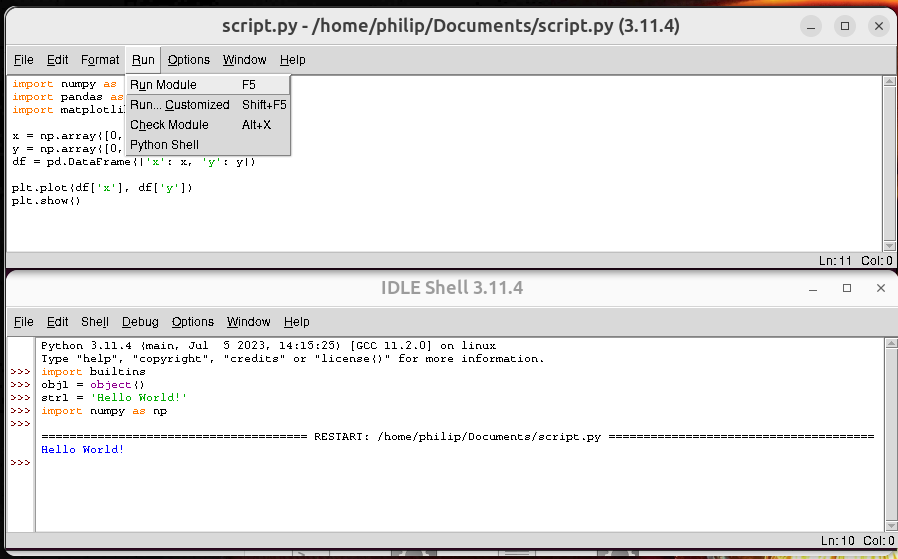 script.py - /home/philip/Documents/script.py (3.11.4)
File Edit Format Run Options Window Help
import numpy as
import pandas as
import matplotli
x = np.array([0,
y = np.array([0,
df = pd.DataFrame({'x': x, 'y': y})
plt.plot(df['x'], df['y'])
plt.show()
Run Module F5
Run... Customized Shift+F5
Check Module Alt+X
Python Shell
Ln: 11 Col: 0
IDLE Shell 3.11.4
File Edit Shell Debug Options Window Help
Python 3.11.4 (main, Jul 5 2023, 14:15:25) [GCC 11.2.0] on linux
Type "help", "copyright", "credits" or "license()" for more information.
>>> import builtins
>>> obj1 = object()
>>> str1 = 'Hello World!'
>>> import numpy as np
>>>
===================================== RESTART: /home/philip/Documents/script.py =====================================
Hello World!
>>>
Ln: 10 Col: 0